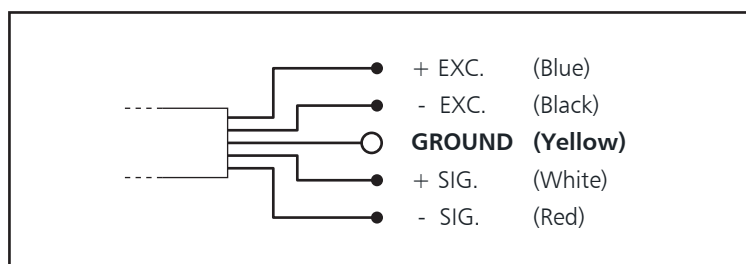 + EXC. (Blue)
- EXC. (Black)
GROUND (Yellow)
+ SIG. (White)
- SIG. (Red)